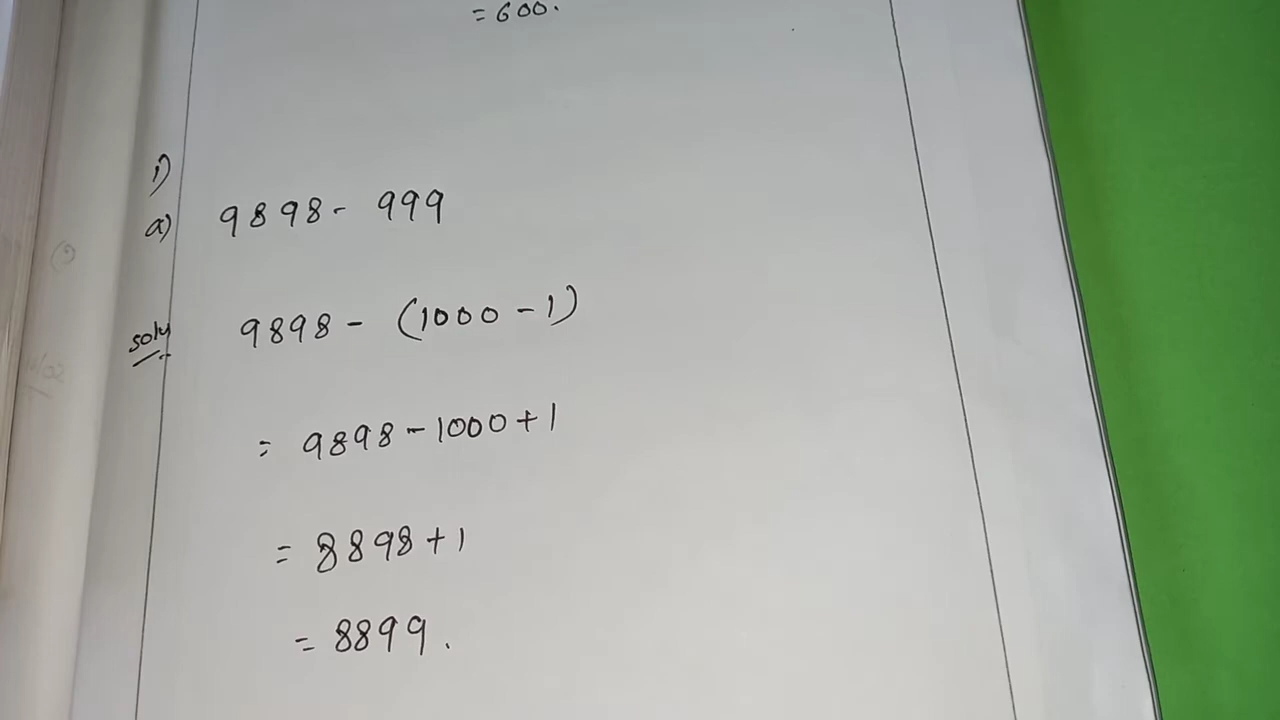 = 600.
1)
a) 9898 - 999
soln 9898 - (1000 - 1)
= 9898 - 1000 + 1
= 8898 + 1
= 8899.